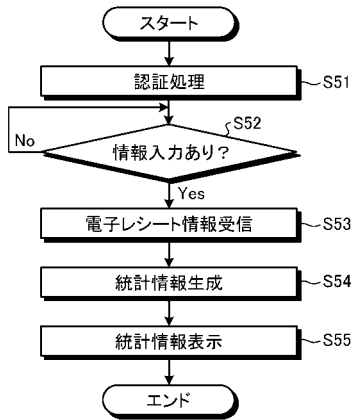 スタート
認証処理 S51
S52
No 情報入力あり?
Yes
電子レシート情報受信 S53
統計情報生成 S54
統計情報表示 S55
エンド